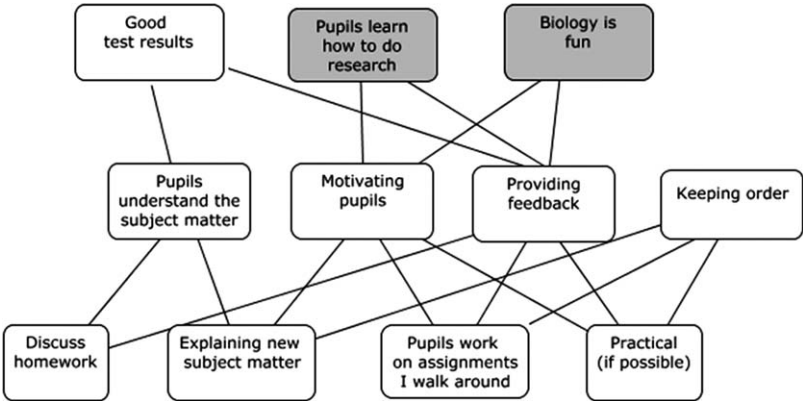 Good
test results
Pupils learn
how to do
research
Biology is
fun
Pupils
understand the
subject matter
Motivating
pupils
Providing
feedback
Keeping order
Discuss
homework
Explaining new
subject matter
Pupils work
on assignments
I walk around
Practical
(if possible)